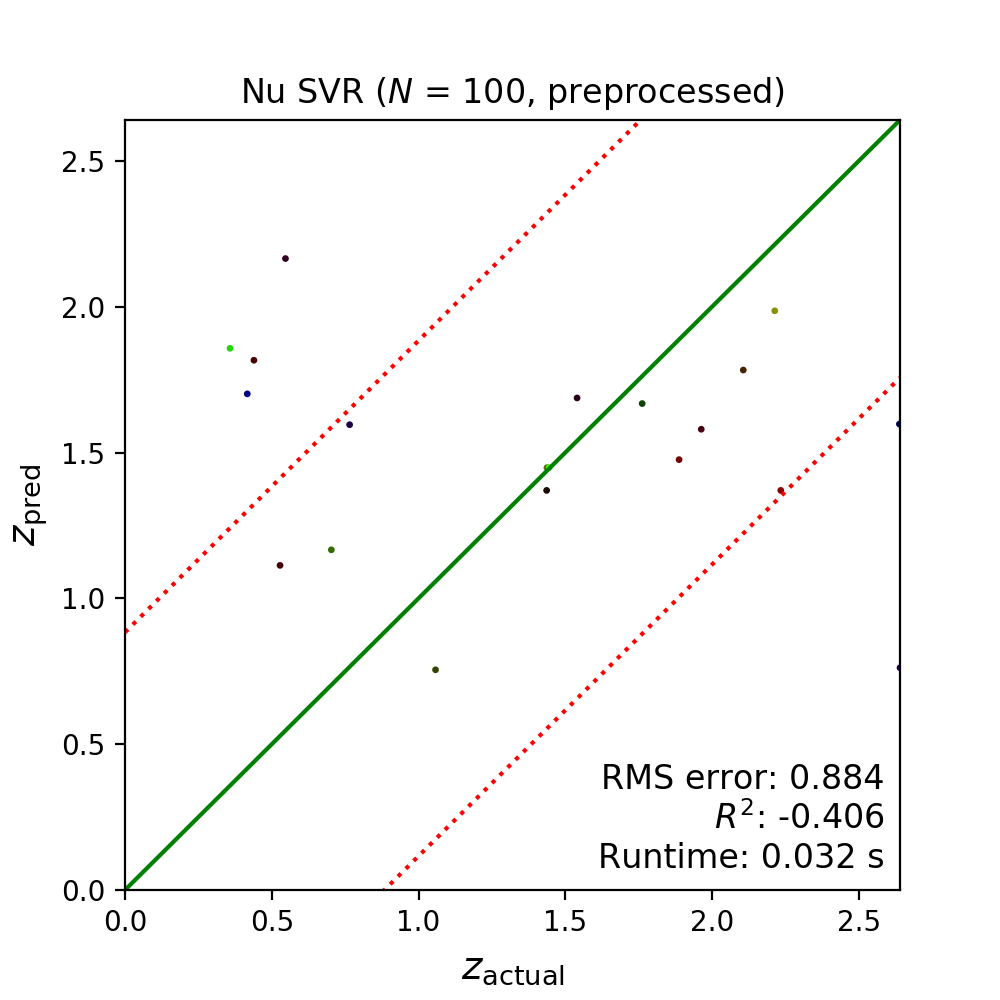 Nu SVR (N = 100, preprocessed)
2.5
2.0
1.5
1.0
0.5
0.0
z_pred
RMS error: 0.884
R²: -0.406
Runtime: 0.032 s
0.0 0.5 1.0 1.5 2.0 2.5
z_actual